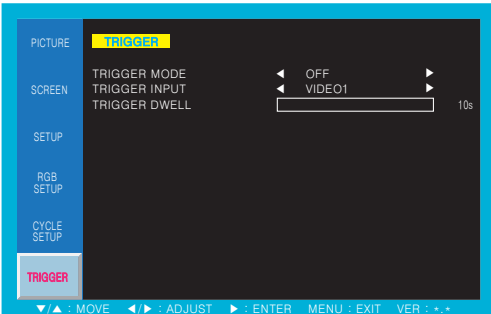 PICTURE
SCREEN
SETUP
RGB
SETUP
CYCLE
SETUP
TRIGGER
TRIGGER
TRIGGER MODE ◀ OFF ▶
TRIGGER INPUT ◀ VIDEO1 ▶
TRIGGER DWELL 10s
▼/▲ : MOVE ◀/▶ : ADJUST ▶ : ENTER MENU : EXIT VER : *.*